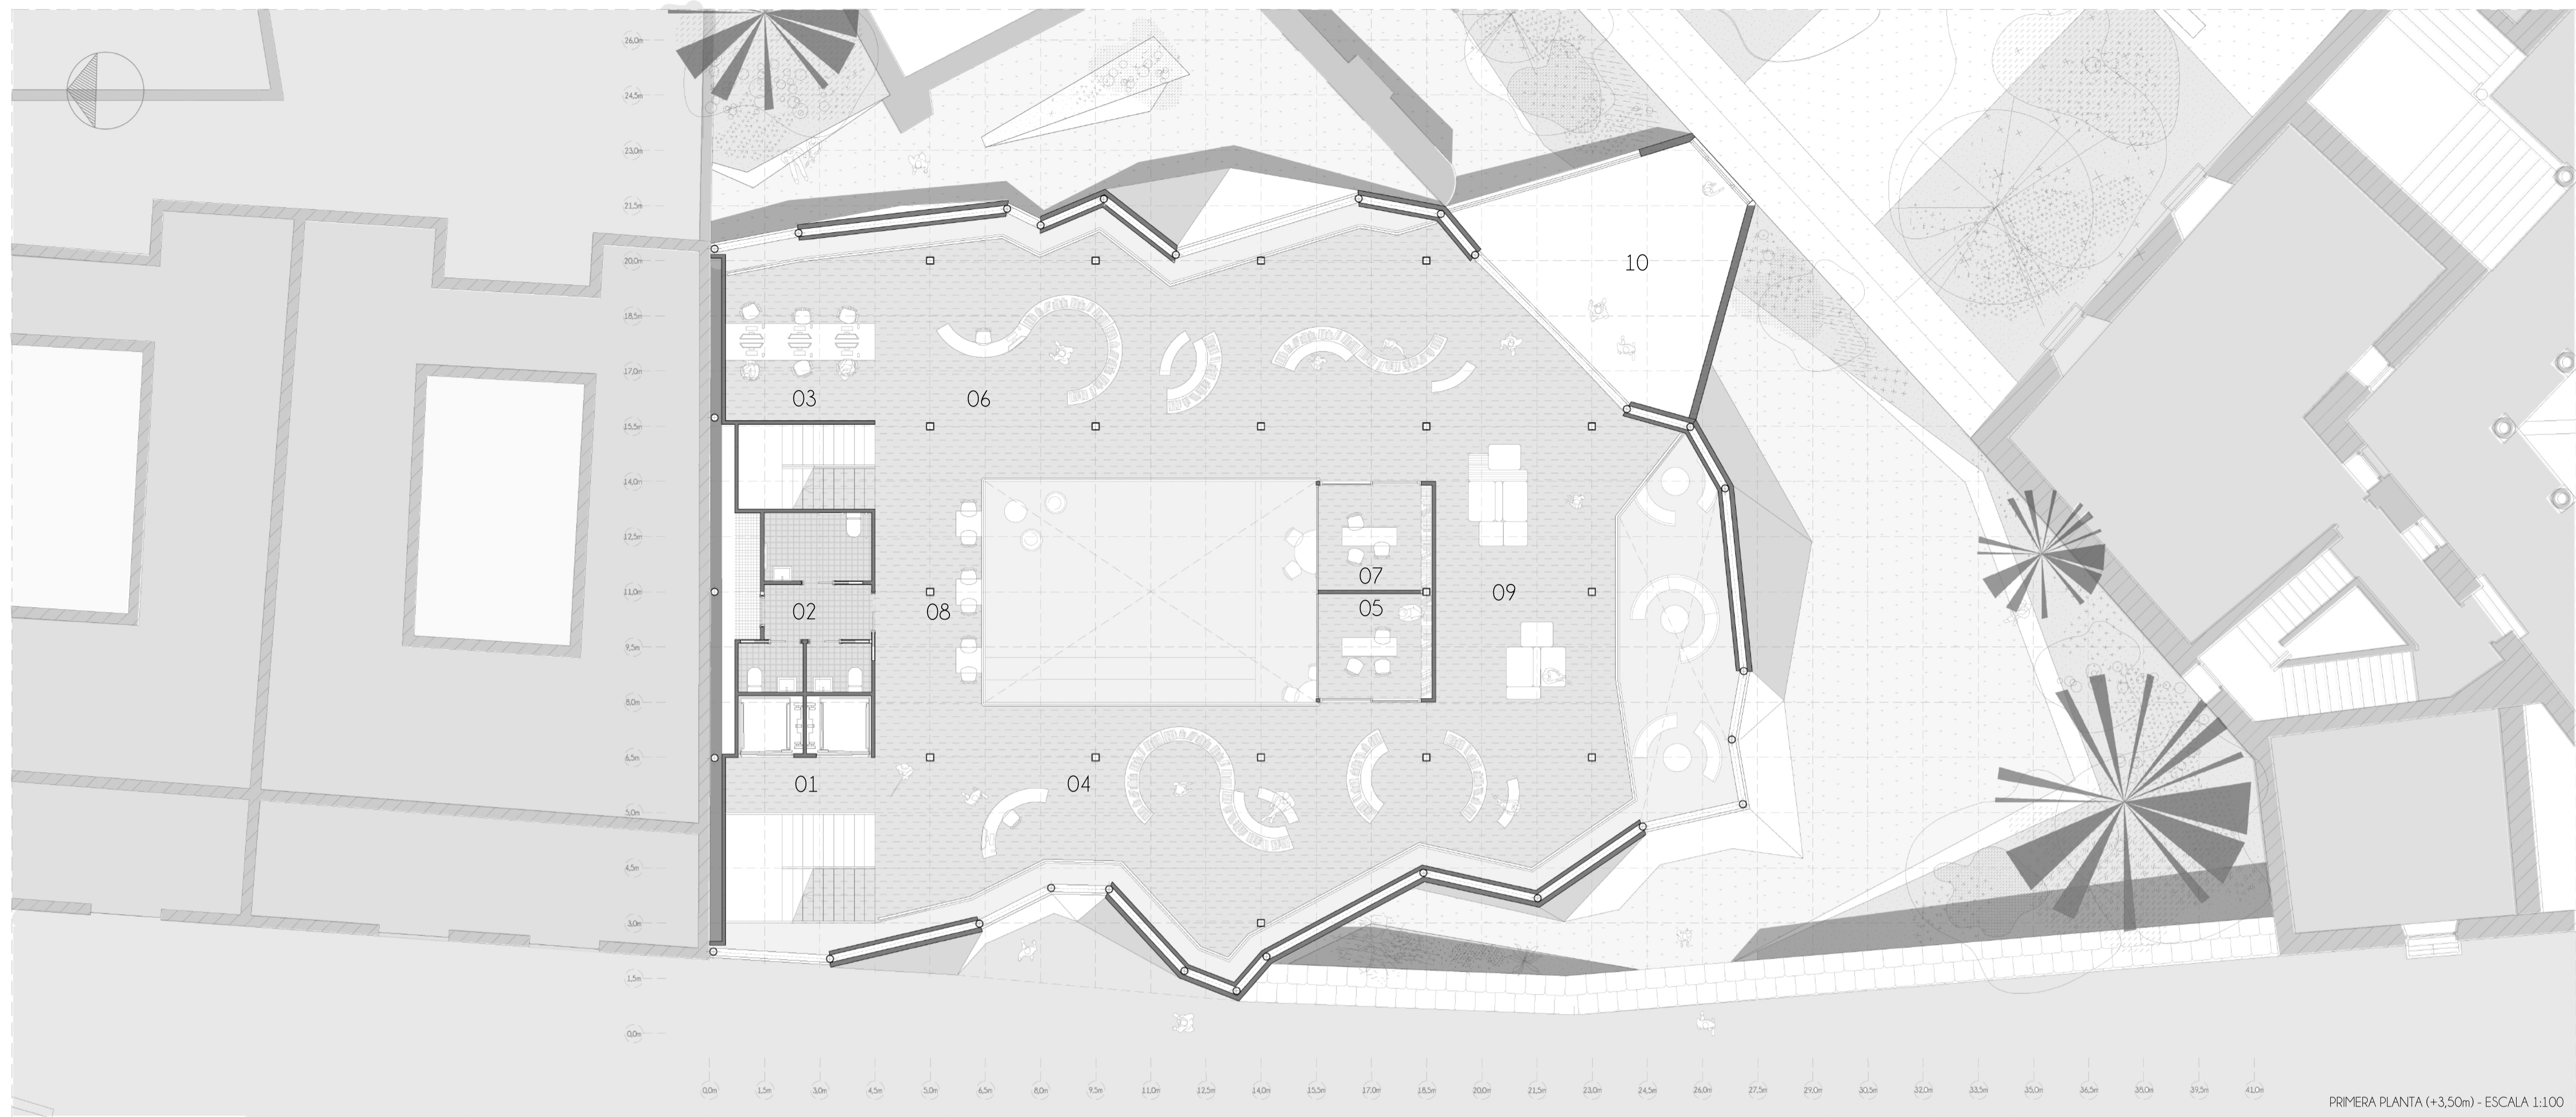 26,0m
24,5m
23,0m
21,5m
20,0m
18,5m
17,0m
15,5m
14,0m
12,5m
11,0m
9,5m
8,0m
6,5m
5,0m
4,5m
3,0m
1,5m
0,0m
10
03
06
07
02
08
05
09
01
04
0,0m 1,5m 3,0m 4,5m 5,0m 6,5m 8,0m 9,5m 11,0m 12,5m 14,0m 15,5m 17,0m 18,5m 20,0m 21,5m 23,0m 24,5m 26,0m 27,5m 29,0m 30,5m 32,0m 33,5m 35,0m 36,5m 38,0m 39,5m 41,0m
PRIMERA PLANTA (+3,50m) - ESCALA 1:100